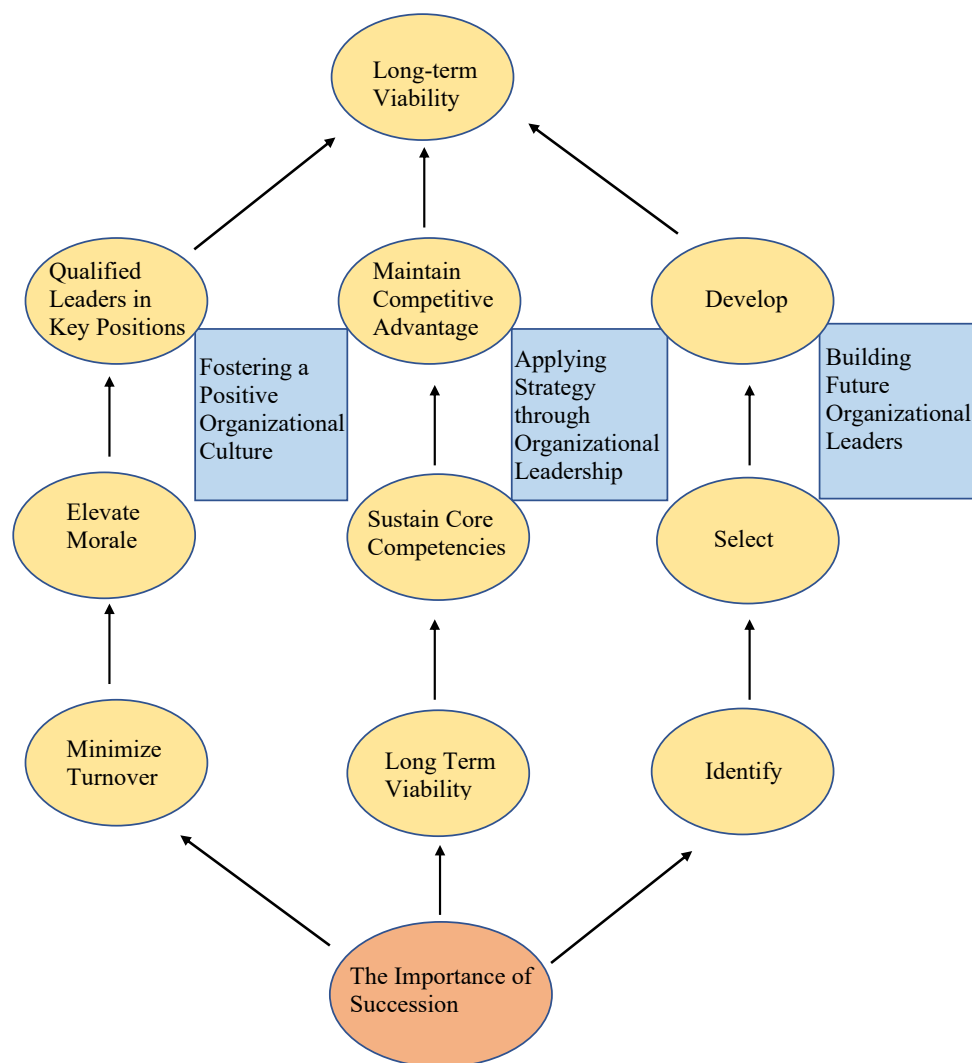 Long-term
Viability
Qualified
Leaders in
Key Positions
Maintain
Competitive
Advantage
Develop
Fostering a
Positive
Organizational
Culture
Applying
Strategy
through
Organizational
Leadership
Building
Future
Organizational
Leaders
Elevate
Morale
Sustain Core
Competencies
Select
Minimize
Turnover
Long Term
Viability
Identify
The Importance of
Succession